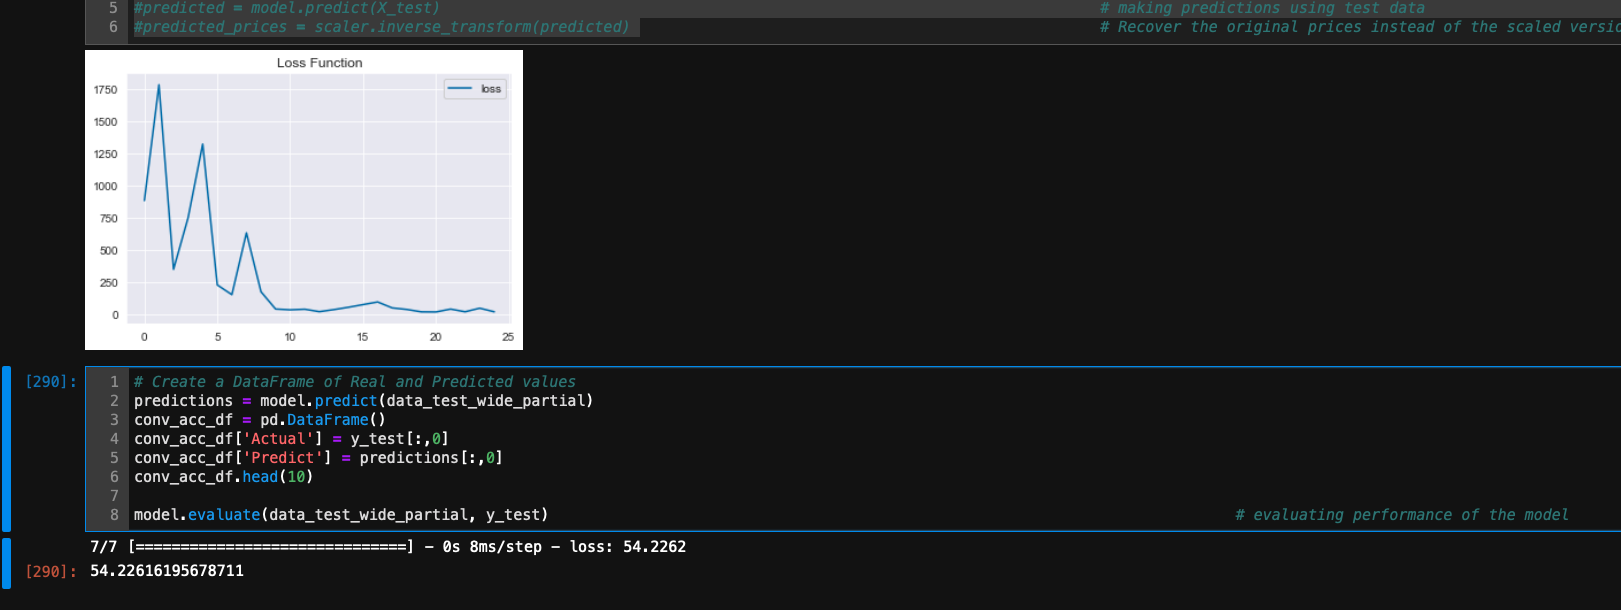 5 #predicted = model.predict(X_test) # making predictions using test data
6 #predicted_prices = scaler.inverse_transform(predicted) # Recover the original prices instead of the scaled
Loss Function
loss
1750
1500
1250
1000
750
500
250
0
0 5 10 15 20 25
[290]: 1 # Create a DataFrame of Real and Predicted values
2 predictions = model.predict(data_test_wide_partial)
3 conv_acc_df = pd.DataFrame()
4 conv_acc_df['Actual'] = y_test[:,0]
5 conv_acc_df['Predict'] = predictions[:,0]
6 conv_acc_df.head(10)
7
8 model.evaluate(data_test_wide_partial, y_test) # evaluating performance of the model
7/7 [==============================] - 0s 8ms/step - loss: 54.2262
[290]: 54.22616195678711